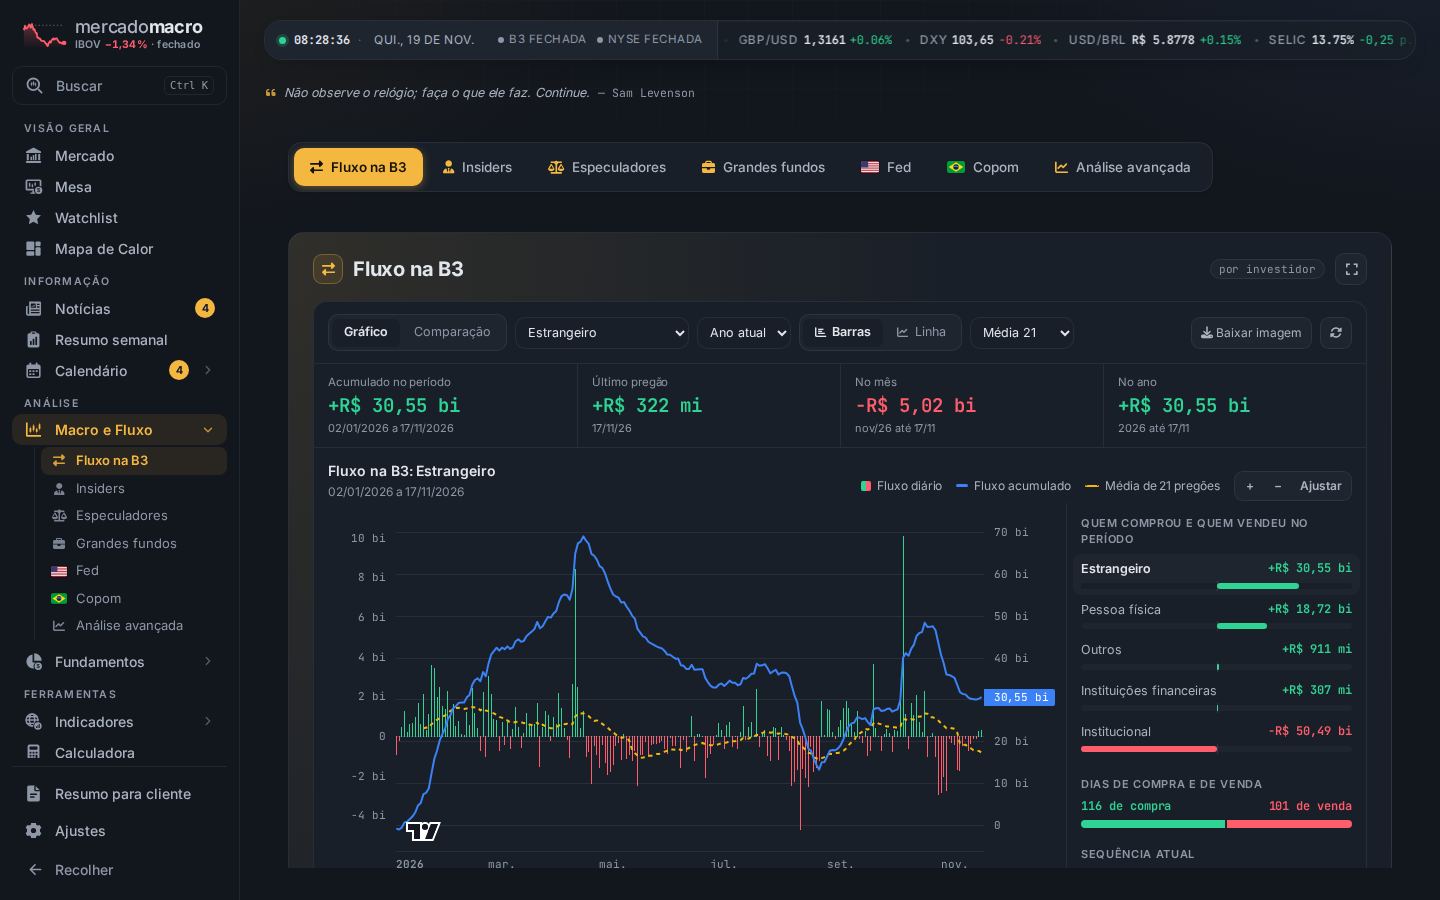 mercadomacro
IBOV −1,34% · fechado
Buscar
Ctrl K
VISÃO GERAL
Mercado
Mesa
Watchlist
Mapa de Calor
INFORMAÇÃO
Notícias
4
Resumo semanal
Calendário
4
ANÁLISE
Macro e Fluxo
Fluxo na B3
Insiders
Especuladores
Grandes fundos
Fed
Copom
Análise avançada
Fundamentos
FERRAMENTAS
Indicadores
Calculadora
Resumo para cliente
Ajustes
Recolher
08:28:36 · QUI., 19 DE NOV.
B3 FECHADA
NYSE FECHADA
GBP/USD 1,3161 +0.06%
DXY 103,65 -0.21%
USD/BRL R$ 5.8778 +0.15%
SELIC 13.75% -0,25 p
❝ Não observe o relógio; faça o que ele faz. Continue. — Sam Levenson
Fluxo na B3
Insiders
Especuladores
Grandes fundos
Fed
Copom
Análise avançada
Fluxo na B3
por investidor
Gráfico
Comparação
Estrangeiro
Ano atual
Barras
Linha
Média 21
Baixar imagem
Acumulado no período
+R$ 30,55 bi
02/01/2026 a 17/11/2026
Último pregão
+R$ 322 mi
17/11/26
No mês
-R$ 5,02 bi
nov/26 até 17/11
No ano
+R$ 30,55 bi
2026 até 17/11
Fluxo na B3: Estrangeiro
02/01/2026 a 17/11/2026
Fluxo diário
Fluxo acumulado
Média de 21 pregões
+
−
Ajustar
10 bi
8 bi
6 bi
4 bi
2 bi
0
-2 bi
-4 bi
70 bi
60 bi
50 bi
40 bi
30,55 bi
20 bi
10 bi
0
2026
mar.
mai.
jul.
set.
nov.
QUEM COMPROU E QUEM VENDEU NO
PERÍODO
Estrangeiro
+R$ 30,55 bi
Pessoa física
+R$ 18,72 bi
Outros
+R$ 911 mi
Instituições financeiras
+R$ 307 mi
Institucional
-R$ 50,49 bi
DIAS DE COMPRA E DE VENDA
116 de compra
101 de venda
SEQUÊNCIA ATUAL